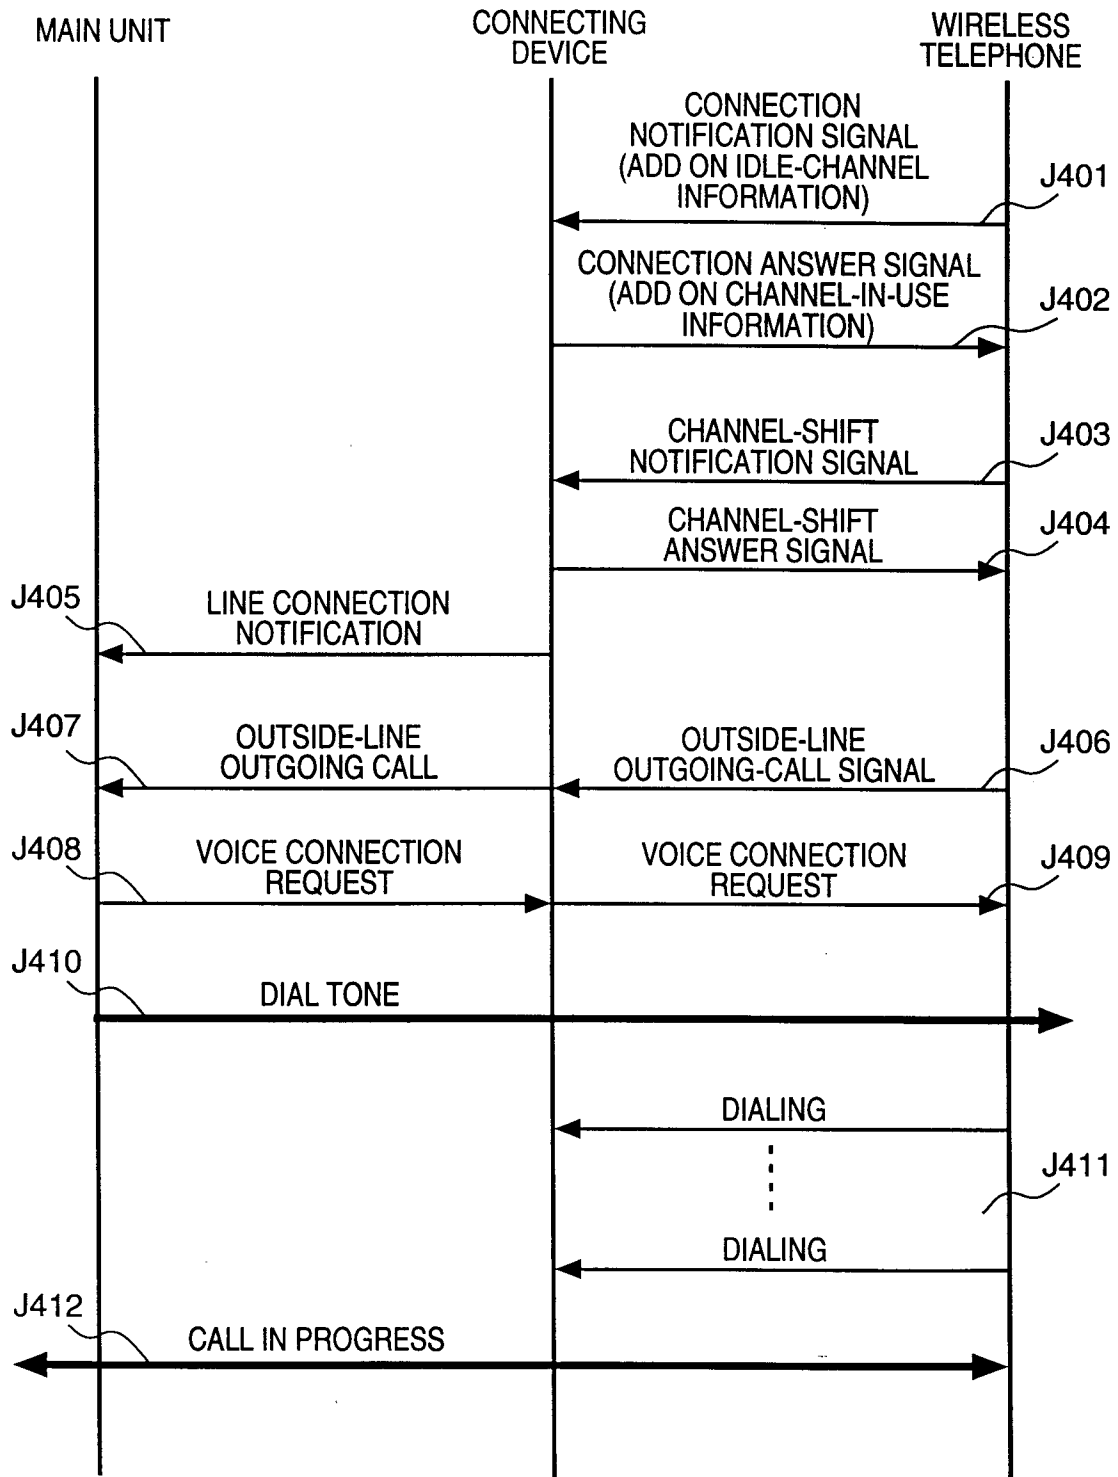 MAIN UNIT
CONNECTING
DEVICE
WIRELESS
TELEPHONE
CONNECTION
NOTIFICATION SIGNAL
(ADD ON IDLE-CHANNEL
INFORMATION)
J401
CONNECTION ANSWER SIGNAL
(ADD ON CHANNEL-IN-USE
INFORMATION)
J402
CHANNEL-SHIFT
NOTIFICATION SIGNAL
J403
CHANNEL-SHIFT
ANSWER SIGNAL
J404
J405
LINE CONNECTION
NOTIFICATION
J407
OUTSIDE-LINE
OUTGOING CALL
OUTSIDE-LINE
OUTGOING-CALL SIGNAL
J406
J408
VOICE CONNECTION
REQUEST
VOICE CONNECTION
REQUEST
J409
J410
DIAL TONE
DIALING
J411
DIALING
J412
CALL IN PROGRESS